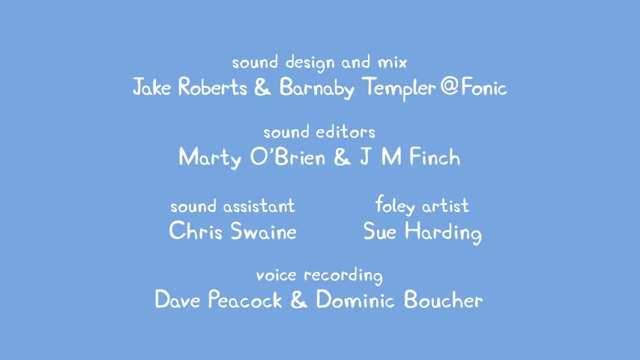 sound design and mix
Jake Roberts & Barnaby Templer@Fonic
sound editors
Marty O'Brien & J M Finch
sound assistant
Chris Swaine
foley artist
Sue Harding
voice recording
Dave Peacock & Dominic Boucher